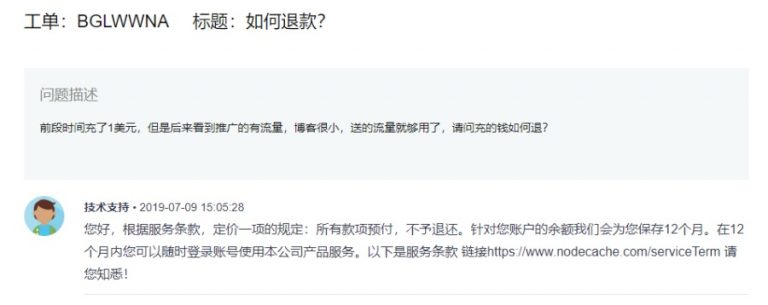 工单：BGLWWNA 标题：如何退款？
问题描述
前段时间充了1美元，但是后来看到推广的有流量，博客很小，送的流量就够用了，请问充的钱如何退？
技术支持 • 2019-07-09 15:05:28
您好，根据服务条款，定价一项的规定：所有款项预付，不予退还。针对您账户的余额我们会为您保存12个月。在12
个月内您可以随时登录账号使用本公司产品服务。以下是服务条款 链接https://www.nodecache.com/serviceTerm 请
您知悉！